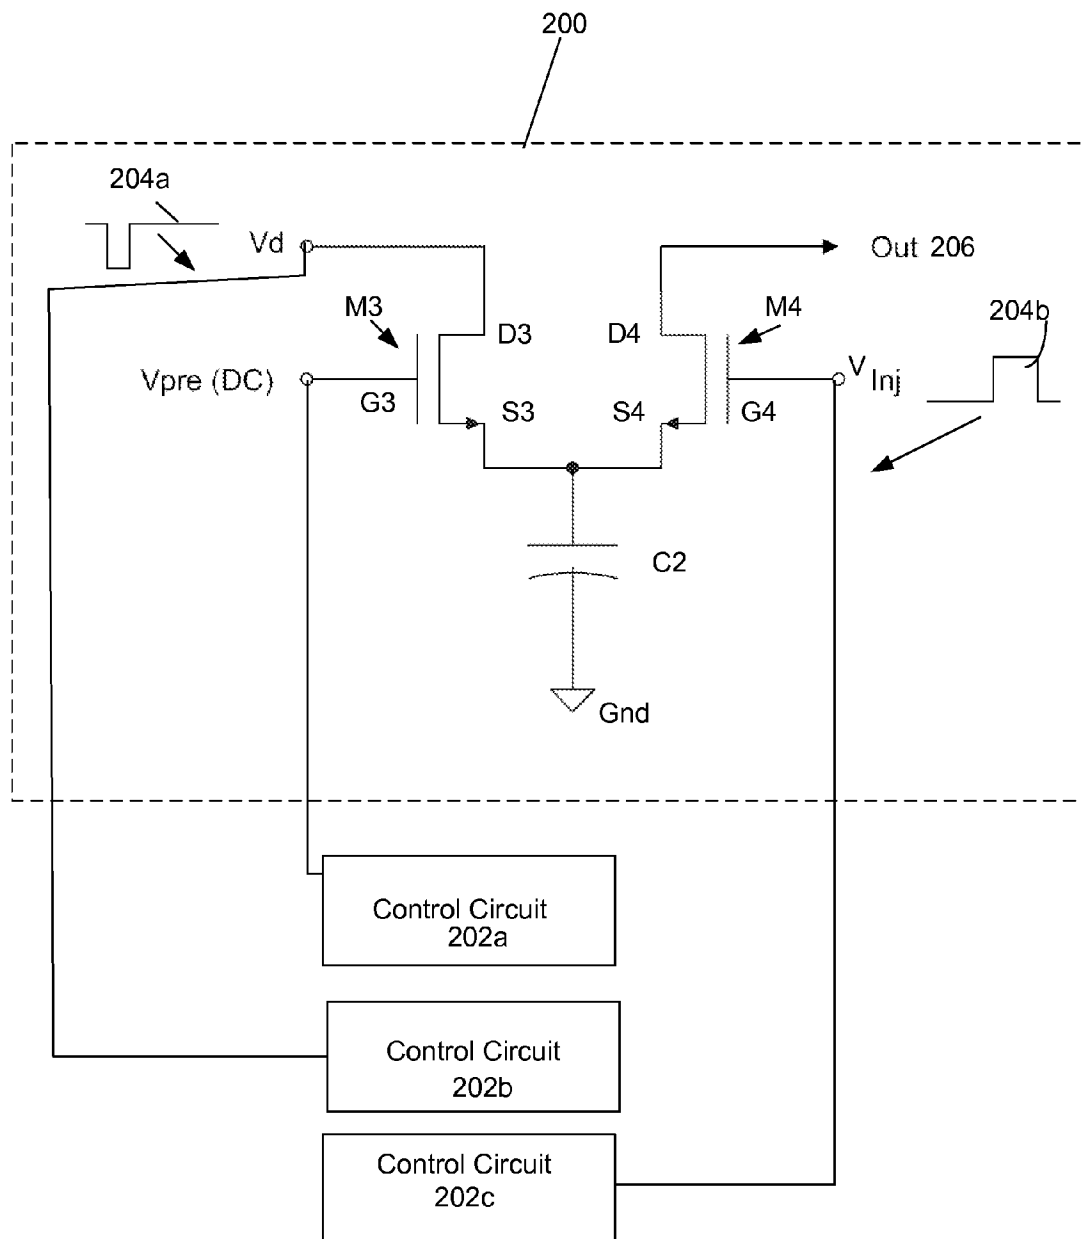 200
204a
Vd
Out 206
M3
M4
204b
D3
D4
Vpre (DC)
V
Inj
G3
S3
S4
G4
C2
Gnd
Control Circuit
202a
Control Circuit
202b
Control Circuit
202c